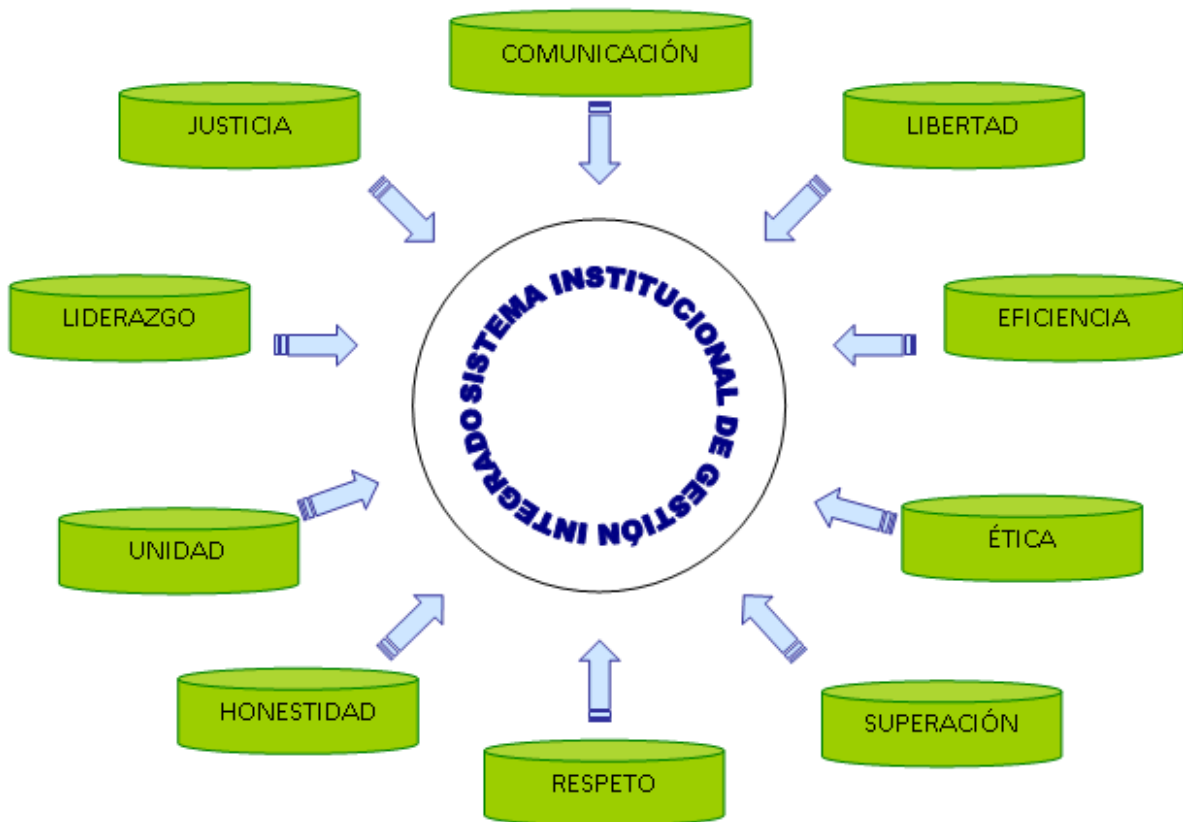 COMUNICACIÓN
JUSTICIA
LIBERTAD
LIDERAZGO
EFICIENCIA
SISTEMA INSTITUCIONAL DE GESTIÓN INTEGRADO
UNIDAD
ÉTICA
HONESTIDAD
SUPERACIÓN
RESPETO